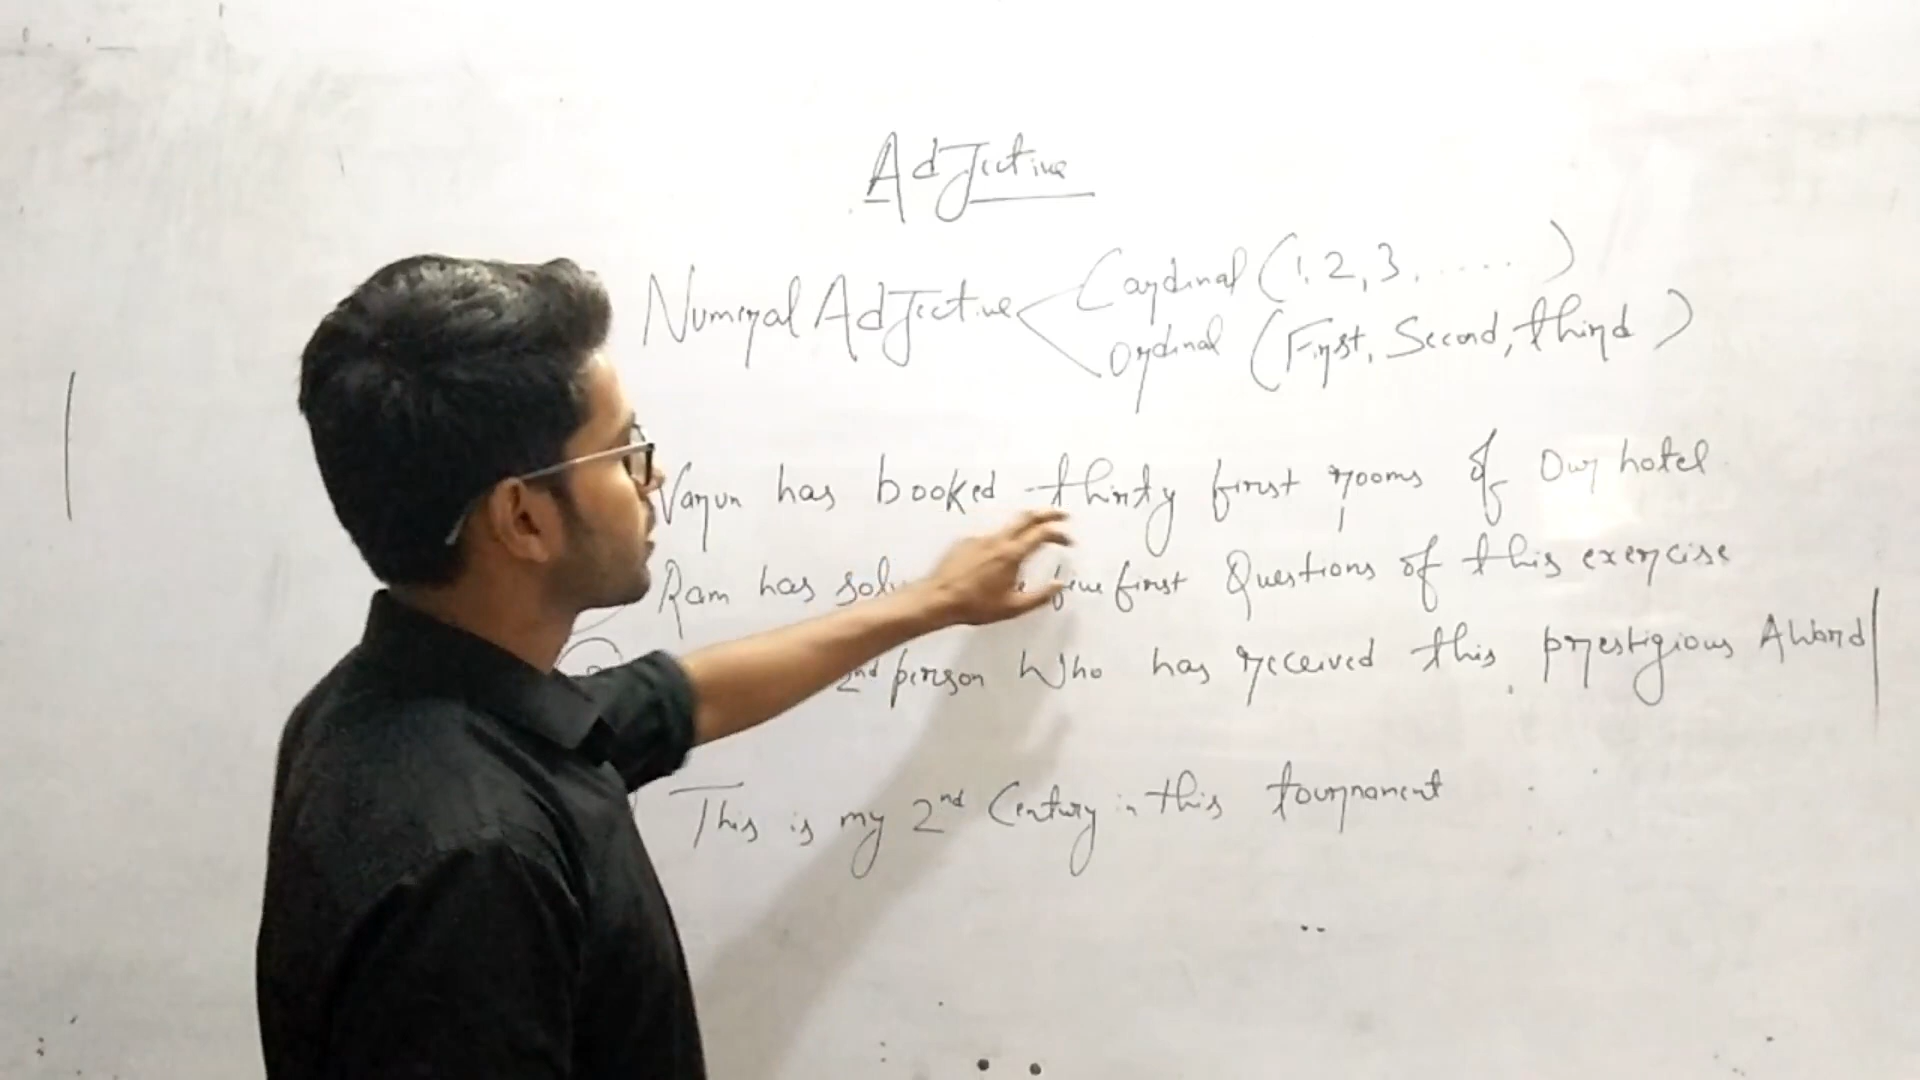 AdJective
Numeral AdJective
Cardinal (1, 2, 3, ......)
Ordinal (First, Second, third)
Varun has booked thirty first rooms of Our hotel
Ram has five first Questions of this exercise
2nd person Who has received this prestigious AWard
This is my 2nd Century in this tournament